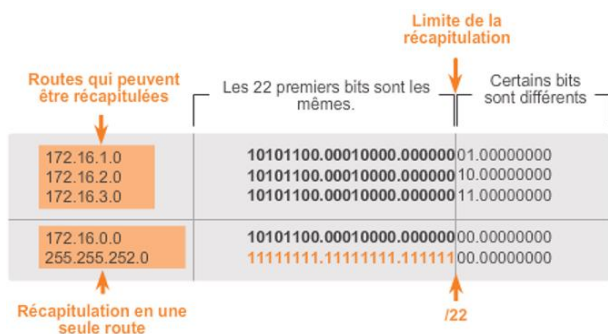 Limite de la
récapitulation
Routes qui peuvent
être récapitulées
Les 22 premiers bits sont les
mêmes.
Certains bits
sont différents
172.16.1.0 10101100.00010000.00000001.00000000
172.16.2.0 10101100.00010000.00000010.00000000
172.16.3.0 10101100.00010000.00000011.00000000
172.16.0.0 10101100.00010000.00000000.00000000
255.255.252.0 11111111.11111111.11111100.00000000
Récapitulation en une
seule route
/22